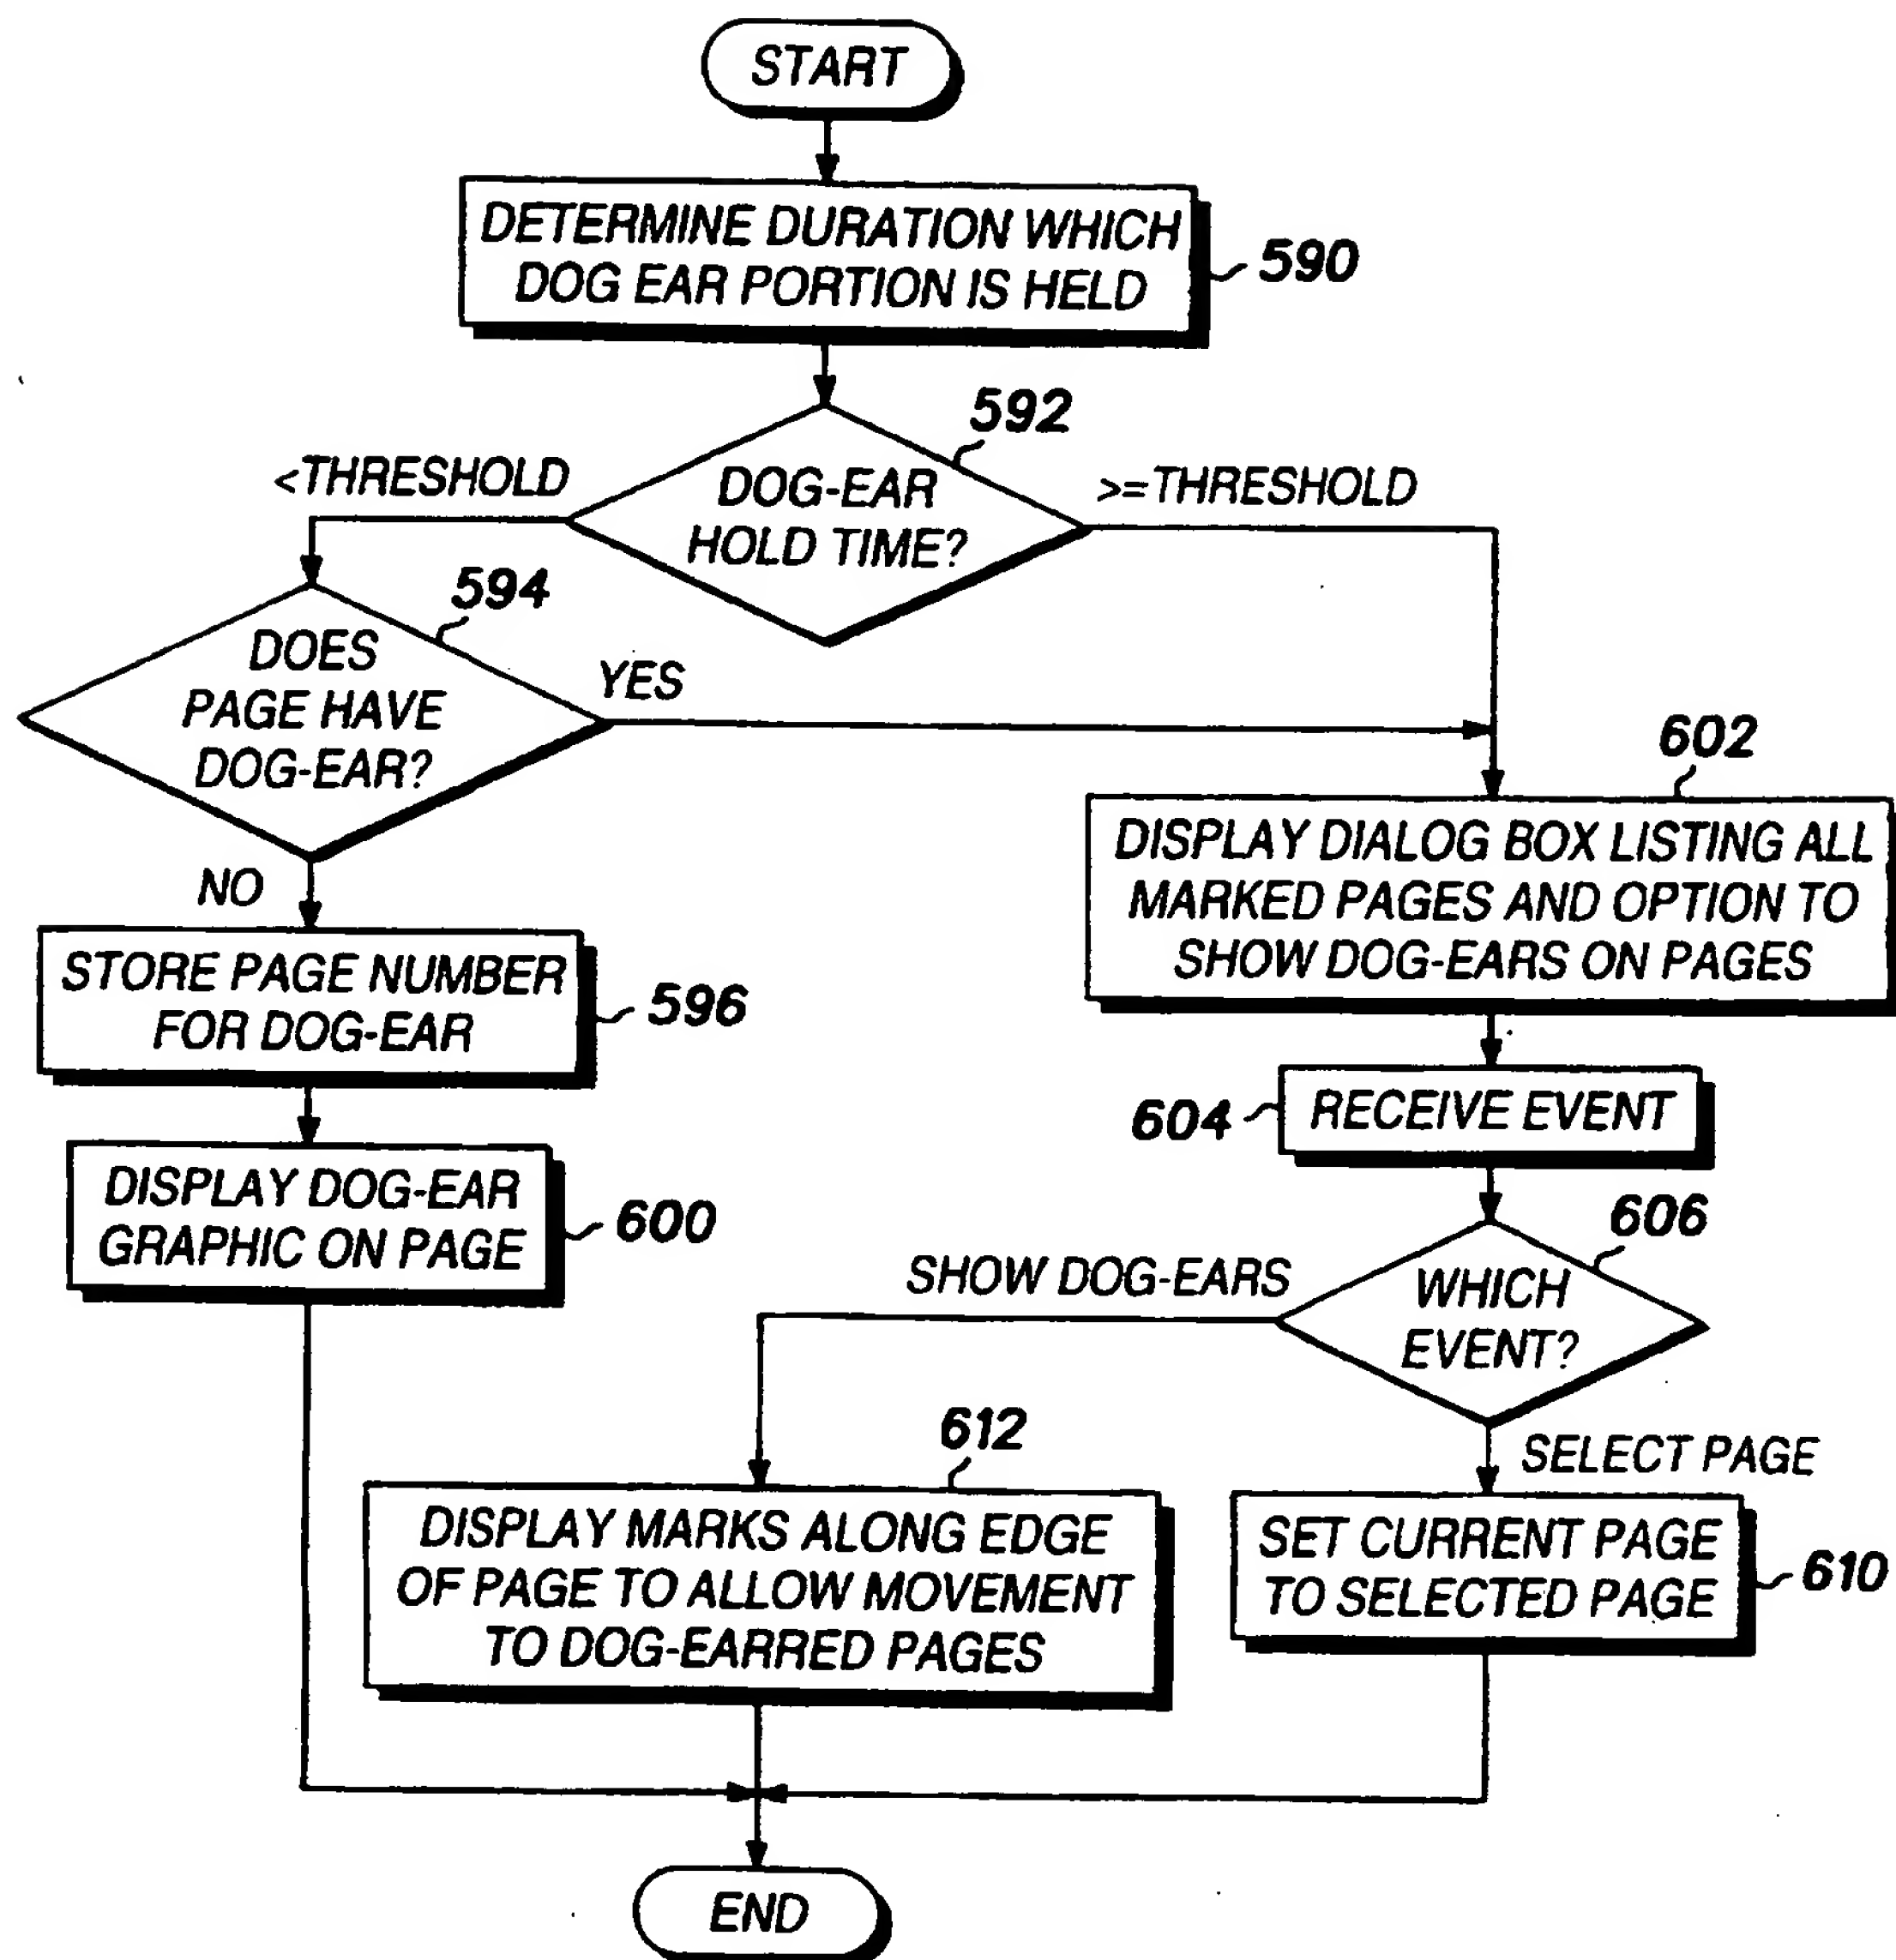 START
DETERMINE DURATION WHICH
DOG EAR PORTION IS HELD
590
592
<THRESHOLD
DOG-EAR
HOLD TIME?
>=THRESHOLD
594
DOES
PAGE HAVE
DOG-EAR?
YES
NO
602
DISPLAY DIALOG BOX LISTING ALL
MARKED PAGES AND OPTION TO
SHOW DOG-EARS ON PAGES
STORE PAGE NUMBER
FOR DOG-EAR
596
604
RECEIVE EVENT
DISPLAY DOG-EAR
GRAPHIC ON PAGE
600
606
SHOW DOG-EARS
WHICH
EVENT?
612
SELECT PAGE
DISPLAY MARKS ALONG EDGE
OF PAGE TO ALLOW MOVEMENT
TO DOG-EARRED PAGES
SET CURRENT PAGE
TO SELECTED PAGE
610
END